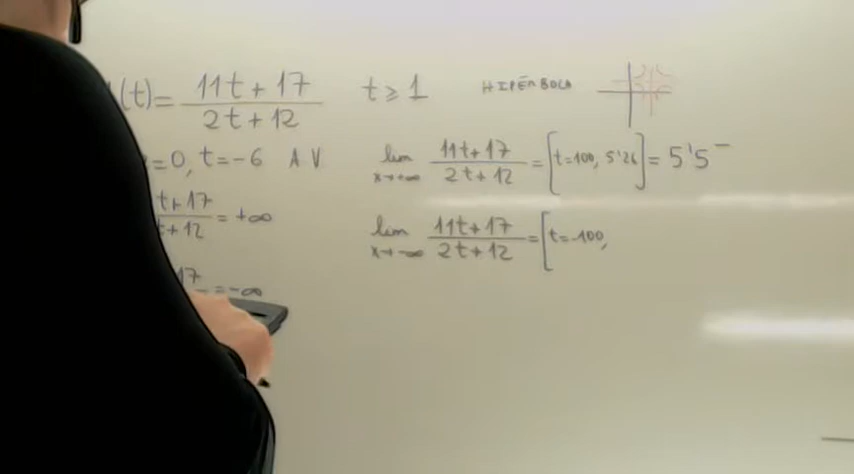 (t)= 11t+17 / 2t+12 t ≥ 1 HIPÉRBOLA
=0, t=-6 A V
t+17 / t+12 = +∞
17 = -∞
lim x→+∞ 11t+17 / 2t+12 = [t=100, 5'26] = 5'5⁻
lim x→-∞ 11t+17 / 2t+12 = [t=-100,